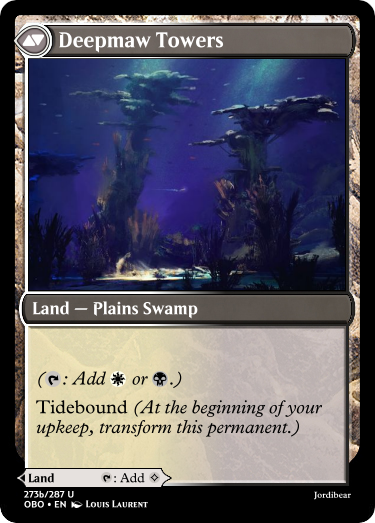 Deepmaw Towers
Land — Plains Swamp
(: Add or .)
Tidebound (At the beginning of your
upkeep, transform this permanent.)
Land : Add
273b/287 U
OBO • EN Louis Laurent
Jordibear